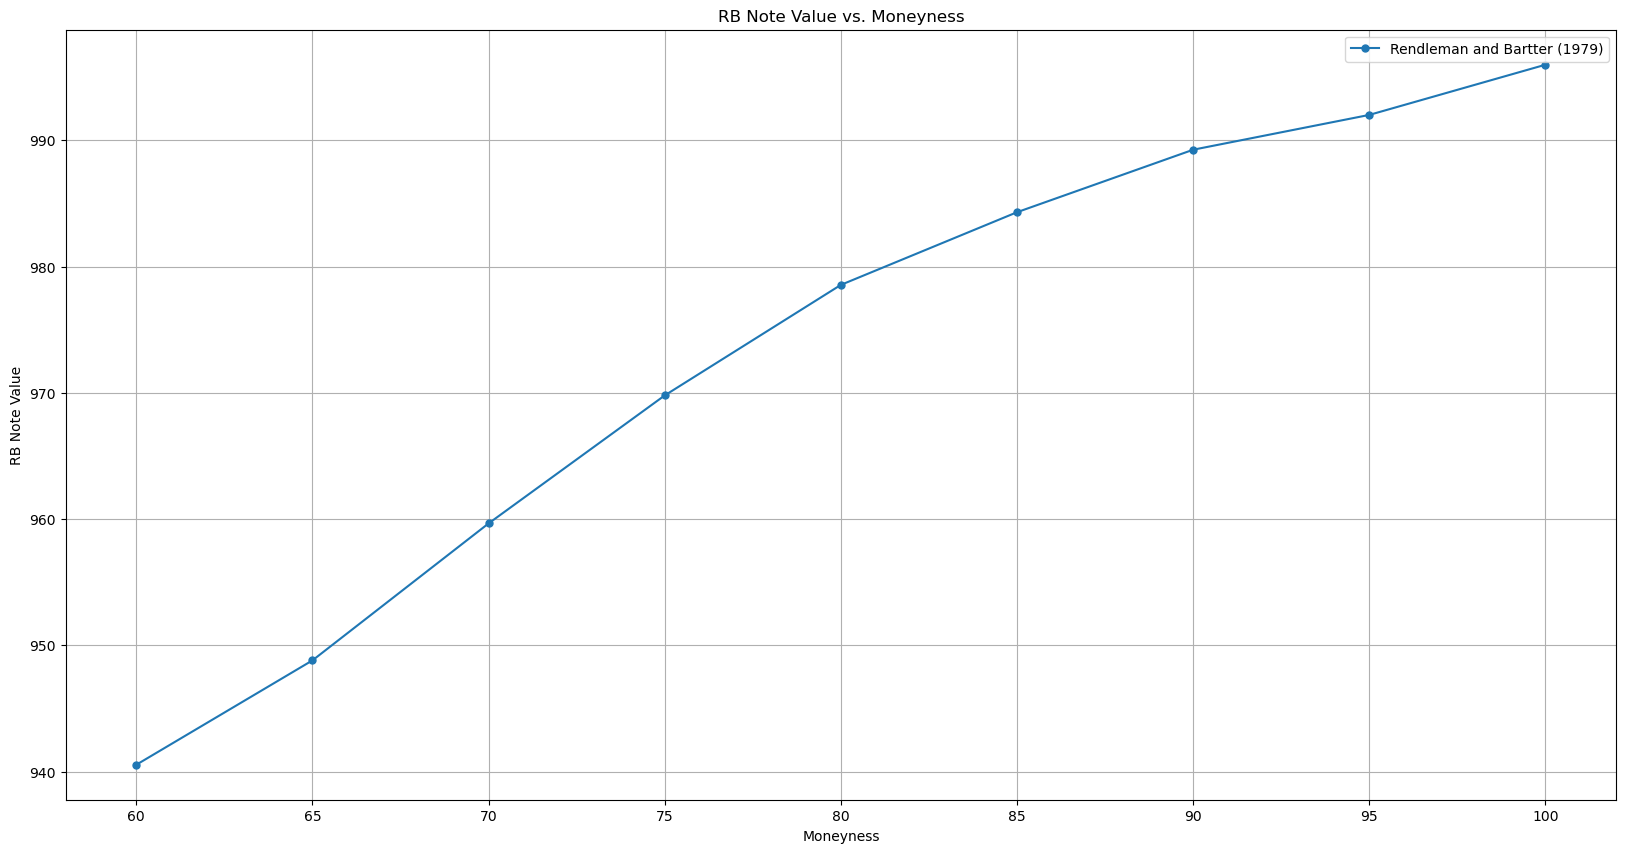 RB Note Value vs. Moneyness
Rendleman and Bartter (1979)
990
980
970
960
950
940
RB Note Value
60 65 70 75 80 85 90 95 100
Moneyness